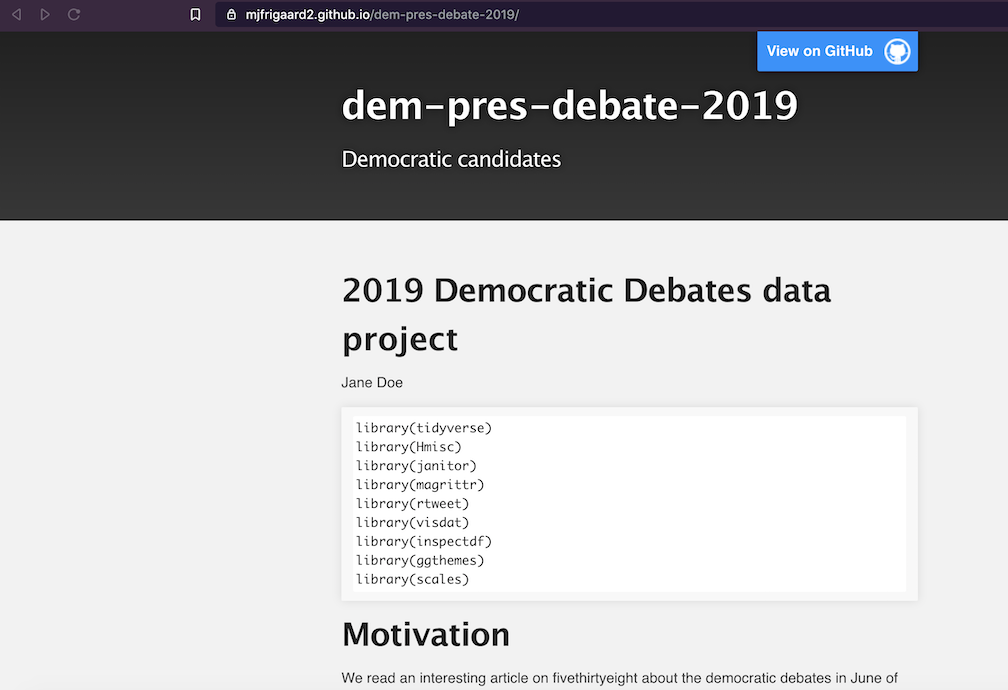 mjfrigaard2.github.io/dem-pres-debate-2019/
View on GitHub
dem-pres-debate-2019
Democratic candidates
2019 Democratic Debates data
project
Jane Doe
library(tidyverse)
library(Hmisc)
library(janitor)
library(magrittr)
library(rtweet)
library(visdat)
library(inspectdf)
library(ggthemes)
library(scales)
Motivation
We read an interesting article on fivethirtyeight about the democratic debates in June of